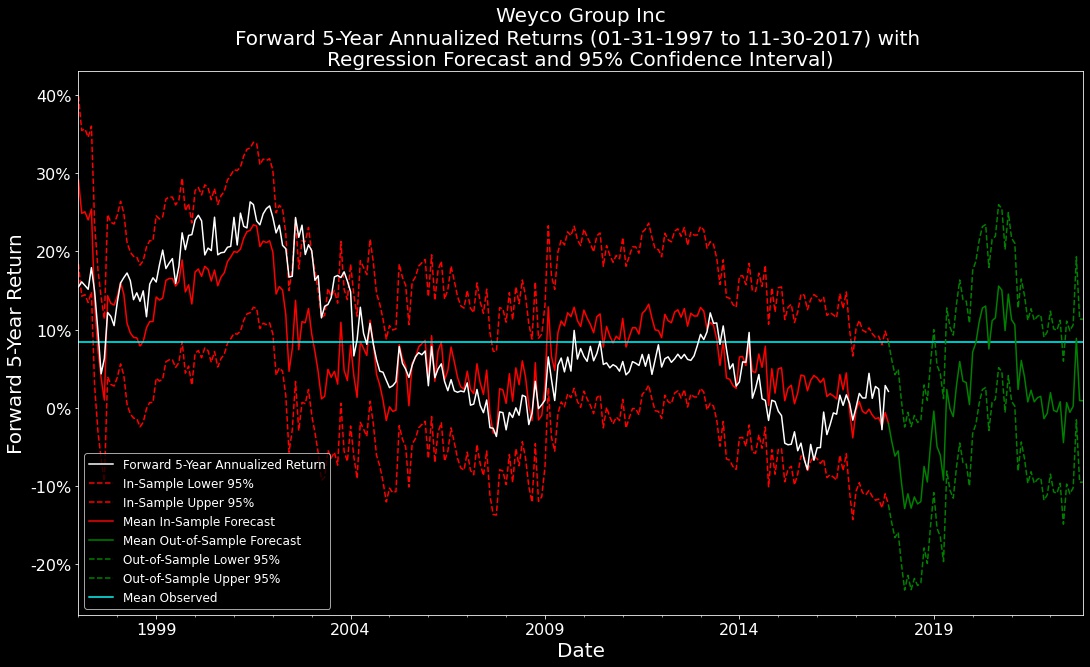 Weyco Group Inc
Forward 5-Year Annualized Returns (01-31-1997 to 11-30-2017) with
Regression Forecast and 95% Confidence Interval)
Forward 5-Year Return
40%
30%
20%
10%
0%
-10%
-20%
Forward 5-Year Annualized Return
In-Sample Lower 95%
In-Sample Upper 95%
Mean In-Sample Forecast
Mean Out-of-Sample Forecast
Out-of-Sample Lower 95%
Out-of-Sample Upper 95%
Mean Observed
1999 2004 2009 2014 2019
Date